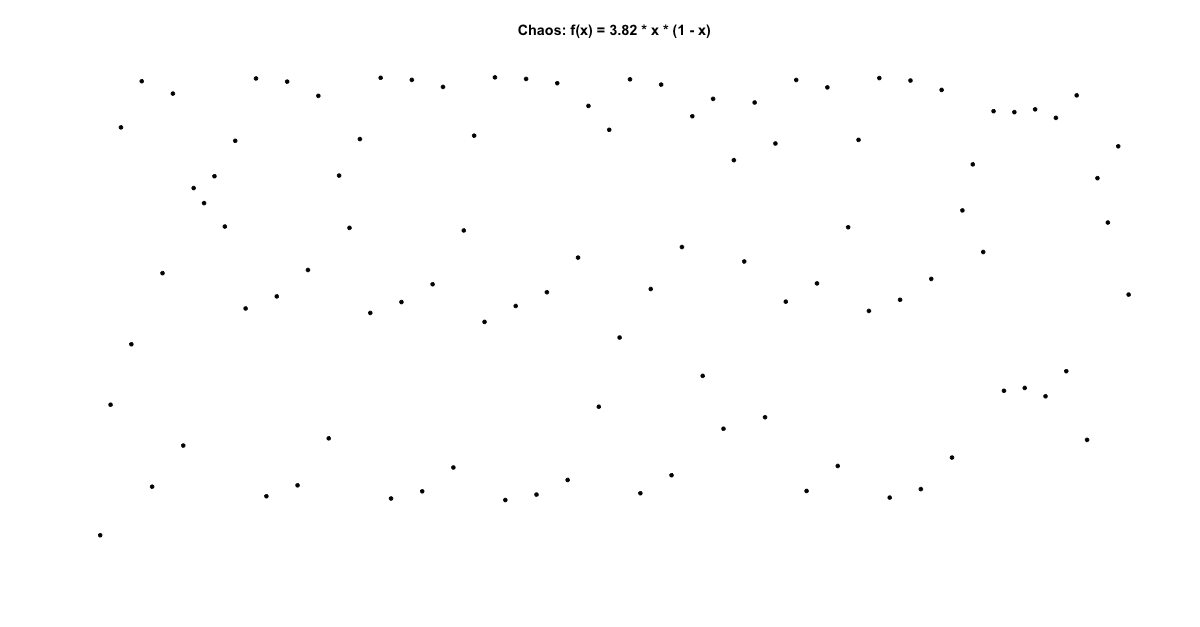 Chaos: f(x) = 3.82 * x * (1 - x)